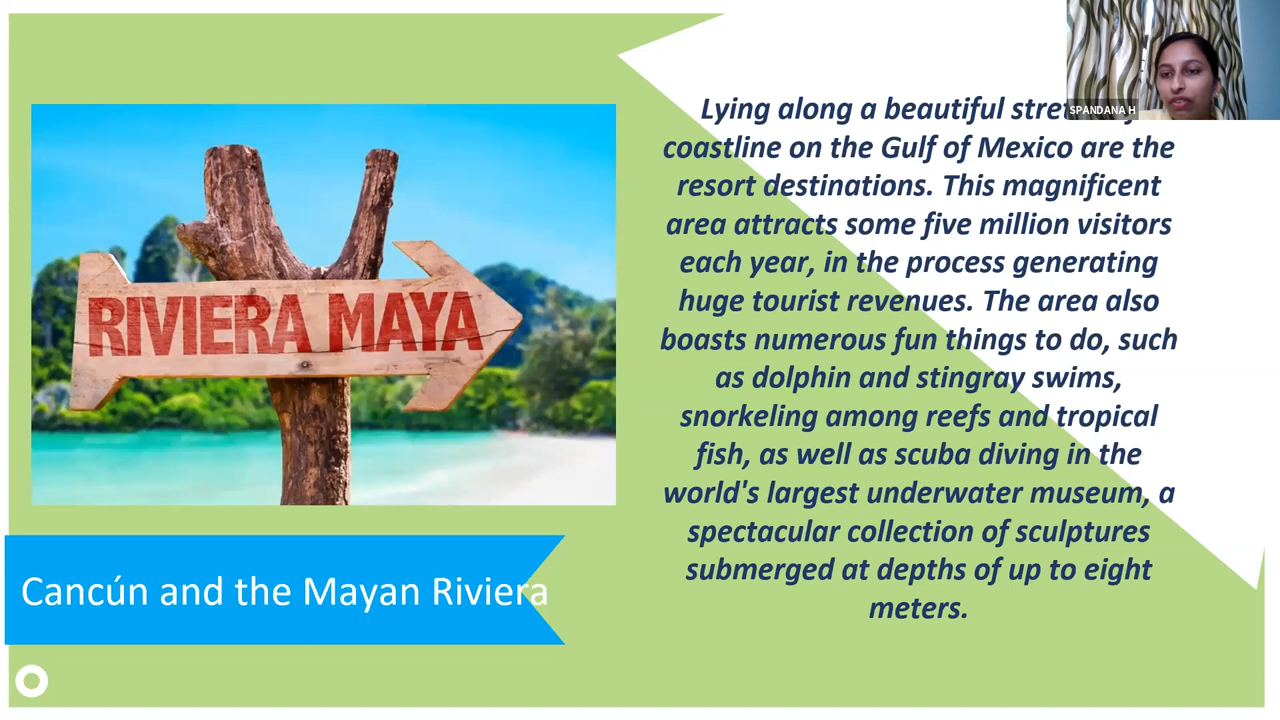 SPANDANA H
Lying along a beautiful
coastline on the Gulf of Mexico are the
resort destinations. This magnificent
area attracts some five million visitors
each year, in the process generating
huge tourist revenues. The area also
boasts numerous fun things to do, such
as dolphin and stingray swims,
snorkeling among reefs and tropical
fish, as well as scuba diving in the
world's largest underwater museum, a
spectacular collection of sculptures
submerged at depths of up to eight
meters.
RIVIERA MAYA
Cancún and the Mayan Riviera